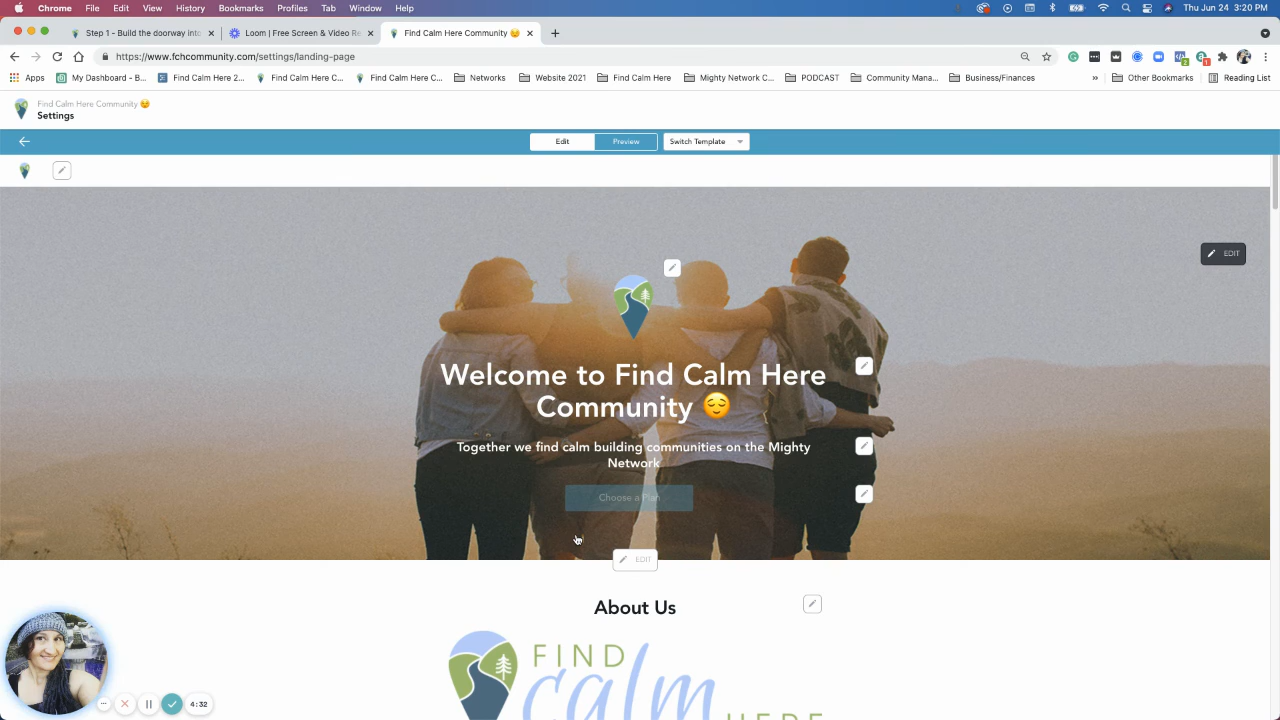 Chrome File Edit View History Bookmarks Profiles Tab Window Help Thu Jun 24 3:20 PM
Step 1 - Build the doorway into Loom | Free Screen & Video Re Find Calm Here Community 😌
https://www.fchcommunity.com/settings/landing-page
Apps My Dashboard - B... Find Calm Here 2... Find Calm Here C... Find Calm Here C... Networks Website 2021 Find Calm Here Mighty Network C... PODCAST Community Mana... Business/Finances » Other Bookmarks Reading List
Find Calm Here Community 😌
Settings
Edit Preview Switch Template
EDIT
Welcome to Find Calm Here
Community 😌
Together we find calm building communities on the Mighty
Network
Choose a Plan
EDIT
About Us
FIND
calm
HERE
4:32